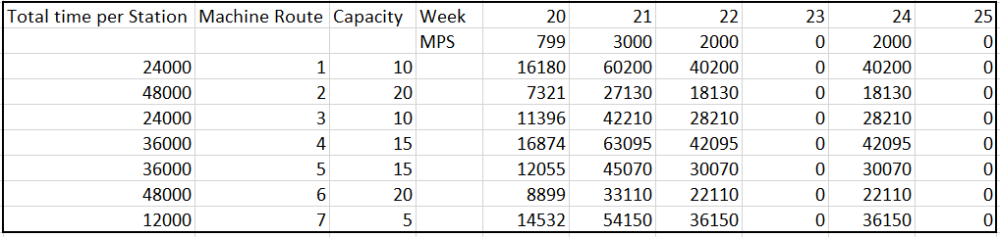 Total time per Station Machine Route Capacity Week 20 21 22 23 24 25
MPS 799 3000 2000 0 2000 0
24000 1 10 16180 60200 40200 0 40200 0
48000 2 20 7321 27130 18130 0 18130 0
24000 3 10 11396 42210 28210 0 28210 0
36000 4 15 16874 63095 42095 0 42095 0
36000 5 15 12055 45070 30070 0 30070 0
48000 6 20 8899 33110 22110 0 22110 0
12000 7 5 14532 54150 36150 0 36150 0